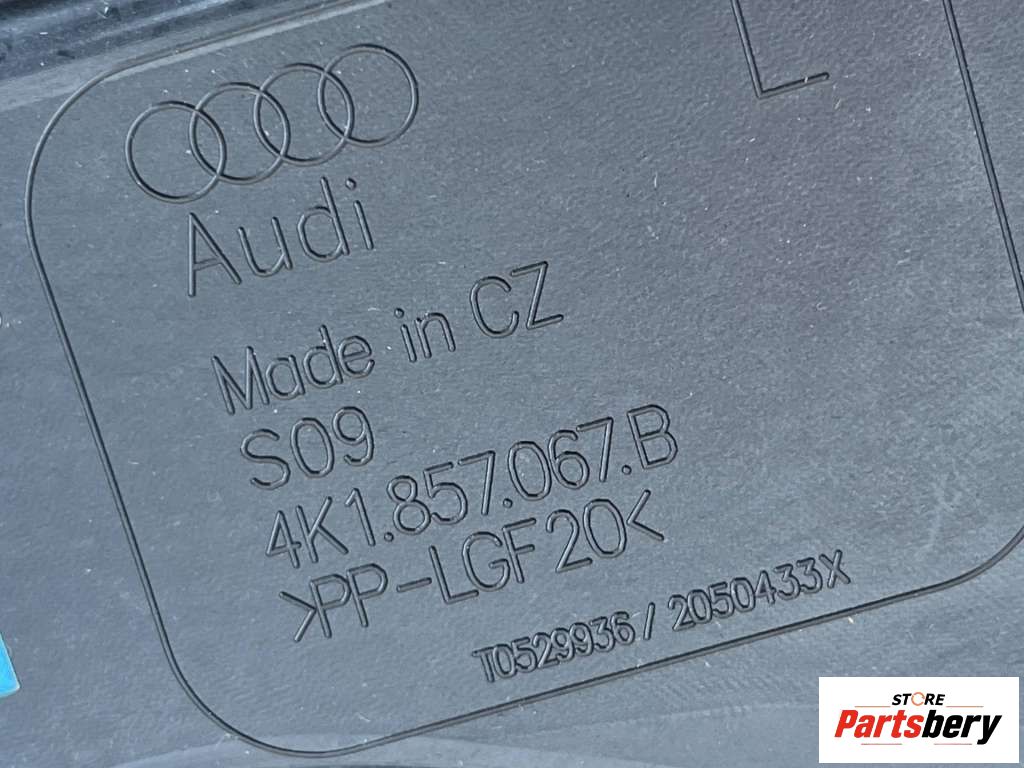 L
Audi
Made in CZ
S09
4K1.857.067.B
>PP-LGF20<
T0529936 / 2050433X
STORE
Partsbery